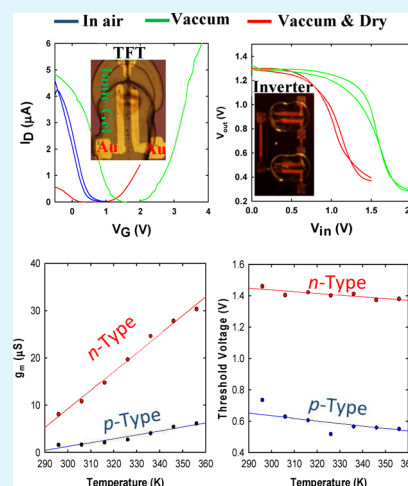 In air Vaccum Vaccum & Dry
TFT
Ionic Gel
Au Au
I_D (μA)
6
5
4
3
2
1
0
0 1 2 3 4
V_G (V)
Inverter
V_out (V)
1.4
1.2
1.0
0.8
0.6
0.4
0.2
0.0 0.5 1.0 1.5 2.0
V_in (V)
n-Type
p-Type
g_m (μS)
40
30
20
10
0
290 300 310 320 330 340 350 360
Temperature (K)
n-Type
p-Type
Threshold Voltage (V)
1.8
1.4
1.0
0.6
0.2
290 300 310 320 330 340 350 360
Temperature (K)